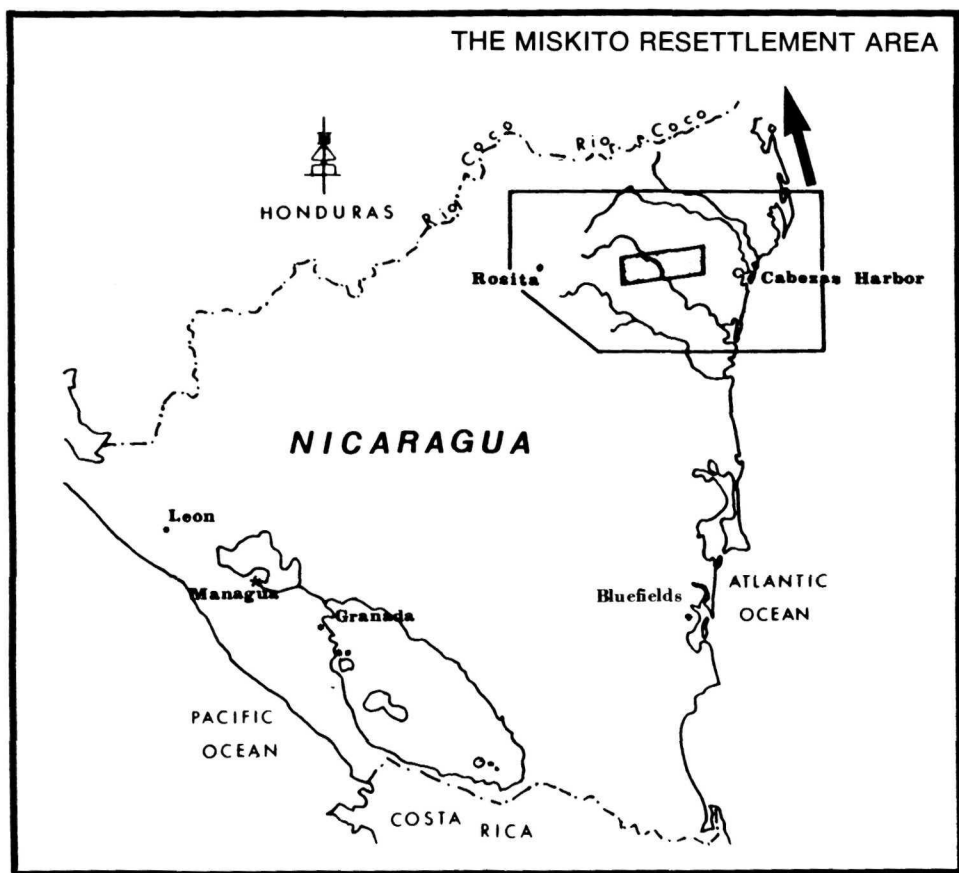 THE MISKITO RESETTLEMENT AREA
Rio Coco
Rio Coco
HONDURAS
Rosita
Cabezas Harbor
NICARAGUA
Leon
Managua
Granada
Bluefields
ATLANTIC
OCEAN
PACIFIC
OCEAN
COSTA RICA